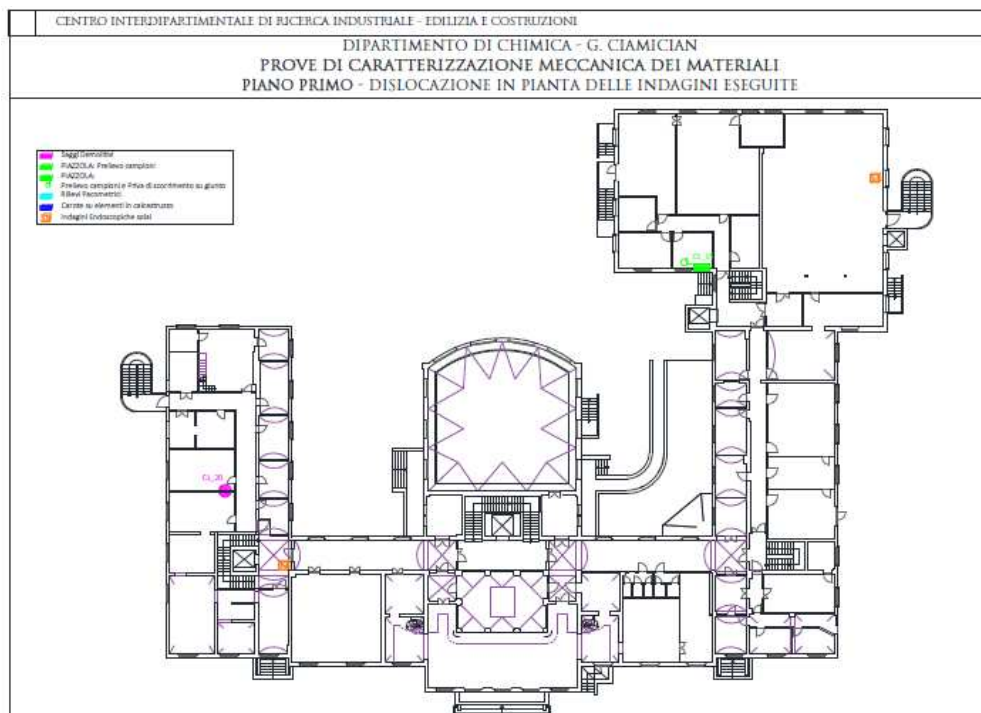 CENTRO INTERDIPARTIMENTALE DI RICERCA INDUSTRIALE - EDILIZIA E COSTRUZIONI
DIPARTIMENTO DI CHIMICA - G. CIAMICIAN
PROVE DI CARATTERIZZAZIONE MECCANICA DEI MATERIALI
PIANO PRIMO - DISLOCAZIONE IN PIANTA DELLE INDAGINI ESEGUITE
Saggi Demolitivi
PIAZZOLA: Prelievo campioni
PIAZZOLA:
Prelievo campioni e Prova di scorrimento su giunto
Rilievi Pacometrici
Carote su elementi in calcestruzzo
Indagini Endoscopiche solai